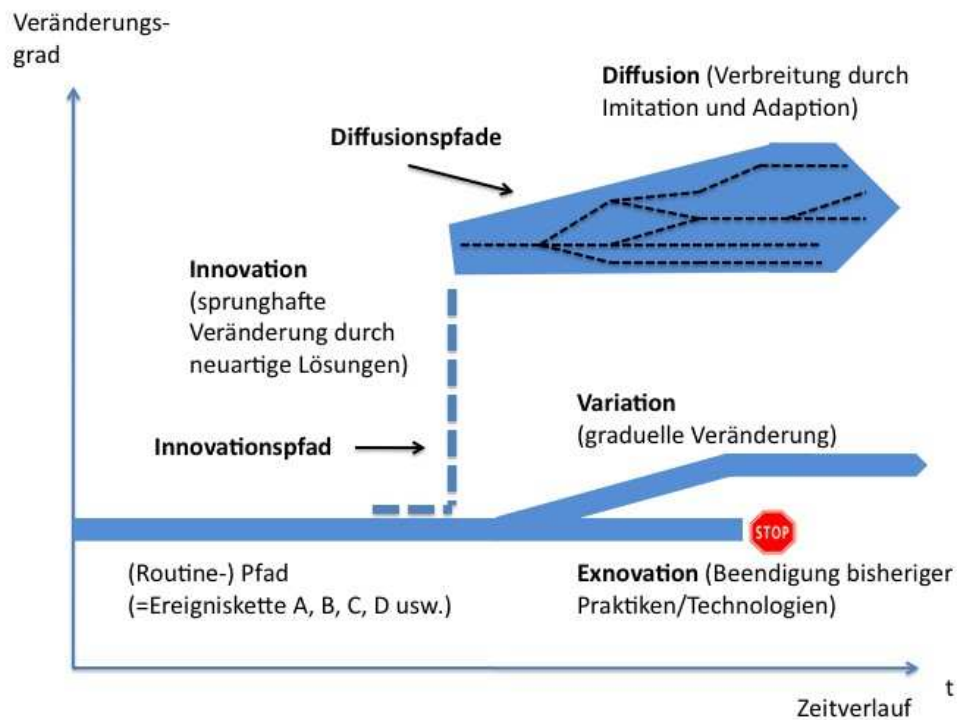 Veränderungs-
grad
Diffusion (Verbreitung durch
Imitation und Adaption)
Diffusionspfade
Innovation
(sprunghafte
Veränderung durch
neuartige Lösungen)
Variation
(graduelle Veränderung)
Innovationspfad
STOP
(Routine-) Pfad
(=Ereigniskette A, B, C, D usw.)
Exnovation (Beendigung bisheriger
Praktiken/Technologien)
t
Zeitverlauf